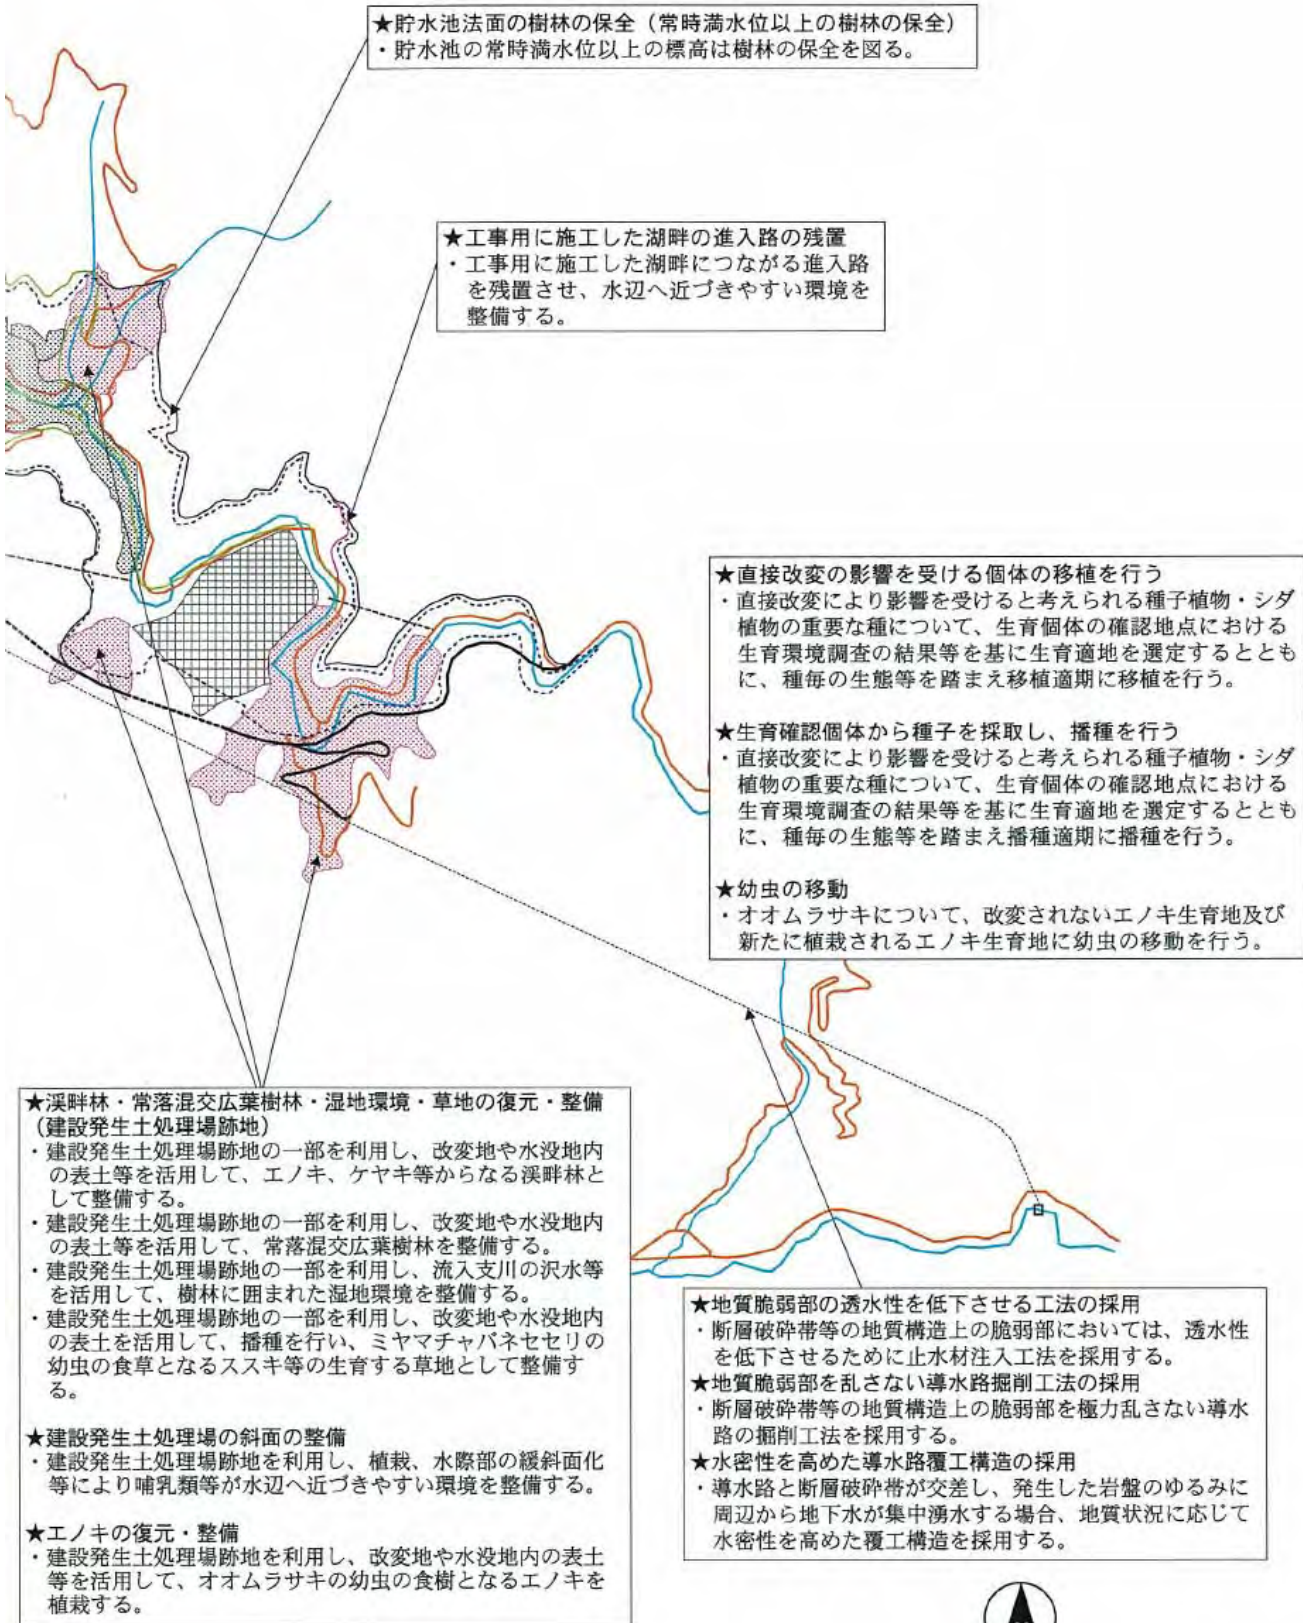 ★貯水池法面の樹林の保全（常時満水位以上の樹林の保全）
・貯水池の常時満水位以上の標高は樹林の保全を図る。
★工事用に施工した湖畔の進入路の残置
・工事用に施工した湖畔につながる進入路
を残置させ、水辺へ近づきやすい環境を
整備する。
★直接改変の影響を受ける個体の移植を行う
・直接改変により影響を受けると考えられる種子植物・シダ
植物の重要な種について、生育個体の確認地点における
生育環境調査の結果等を基に生育適地を選定するととも
に、種毎の生態等を踏まえ移植適期に移植を行う。
★生育確認個体から種子を採取し、播種を行う
・直接改変により影響を受けると考えられる種子植物・シダ
植物の重要な種について、生育個体の確認地点における
生育環境調査の結果等を基に生育適地を選定するととも
に、種毎の生態等を踏まえ播種適期に播種を行う。
★幼虫の移動
・オオムラサキについて、改変されないエノキ生育地及び
新たに植栽されるエノキ生育地に幼虫の移動を行う。
★渓畔林・常落混交広葉樹林・湿地環境・草地の復元・整備
（建設発生土処理場跡地）
・建設発生土処理場跡地の一部を利用し、改変地や水没地内
の表土等を活用して、エノキ、ケヤキ等からなる渓畔林と
して整備する。
・建設発生土処理場跡地の一部を利用し、改変地や水没地内
の表土等を活用して、常落混交広葉樹林を整備する。
・建設発生土処理場跡地の一部を利用し、流入支川の沢水等
を活用して、樹林に囲まれた湿地環境を整備する。
・建設発生土処理場跡地の一部を利用し、改変地や水没地内
の表土を活用して、播種を行い、ミヤマチャバネセセリの
幼虫の食草となるススキ等の生育する草地として整備す
る。
★建設発生土処理場の斜面の整備
・建設発生土処理場跡地を利用し、植栽、水際部の緩斜面化
等により哺乳類等が水辺へ近づきやすい環境を整備する。
★エノキの復元・整備
・建設発生土処理場跡地を利用し、改変地や水没地内の表土
等を活用して、オオムラサキの幼虫の食樹となるエノキを
植栽する。
★地質脆弱部の透水性を低下させる工法の採用
・断層破砕帯等の地質構造上の脆弱部においては、透水性
を低下させるために止水材注入工法を採用する。
★地質脆弱部を乱さない導水路掘削工法の採用
・断層破砕帯等の地質構造上の脆弱部を極力乱さない導水
路の掘削工法を採用する。
★水密性を高めた導水路覆工構造の採用
・導水路と断層破砕帯が交差し、発生した岩盤のゆるみに
周辺から地下水が集中湧水する場合、地質状況に応じて
水密性を高めた覆工構造を採用する。